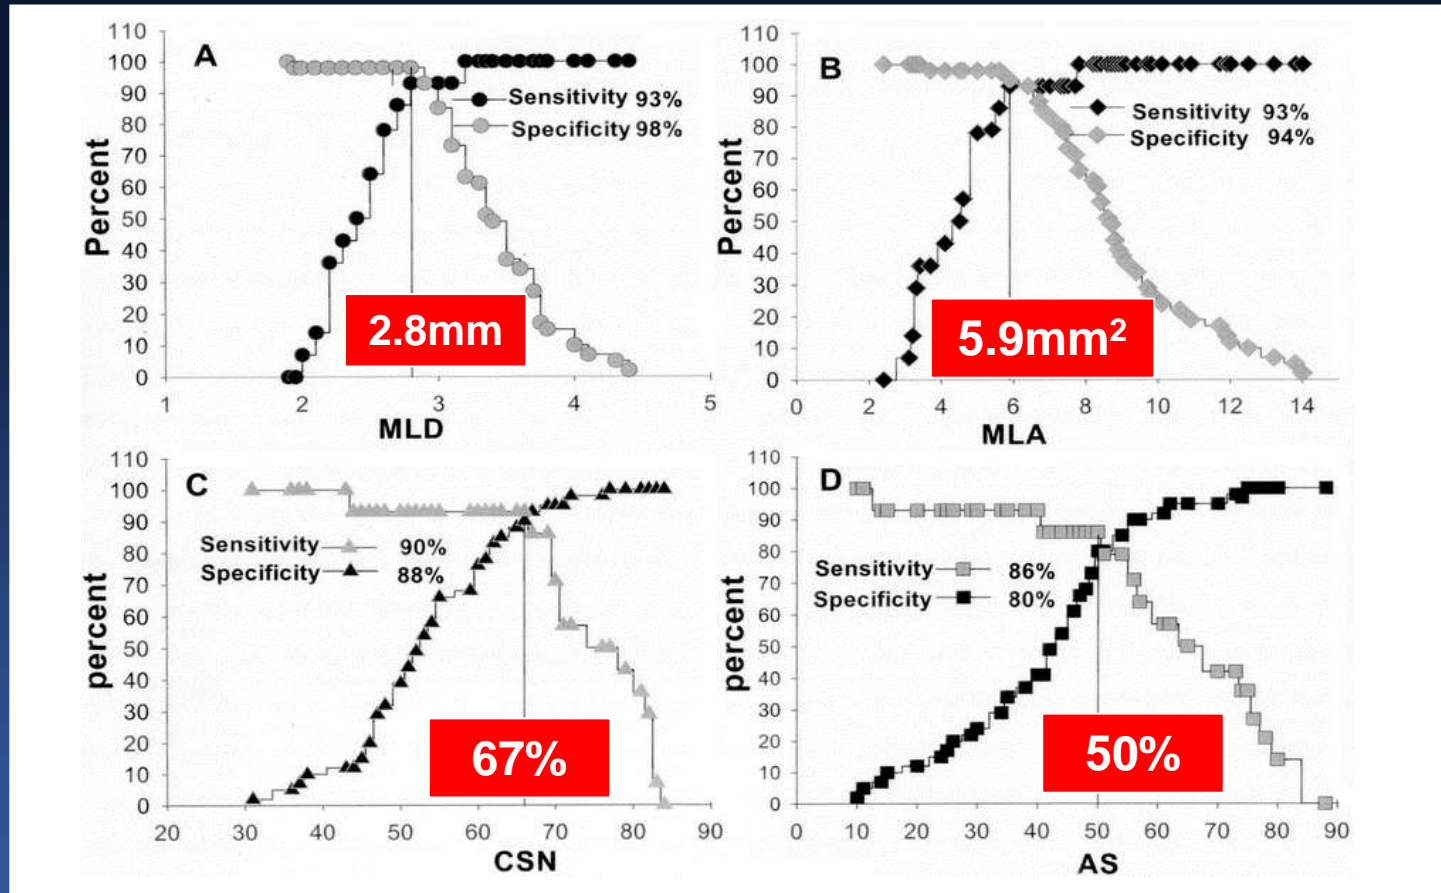 A
Percent
110
100
90
80
70
60
50
40
30
20
10
0
Sensitivity 93%
Specificity 98%
2.8mm
1 2 3 4 5
MLD
B
Percent
110
100
90
80
70
60
50
40
30
20
10
0
Sensitivity 93%
Specificity 94%
5.9mm²
0 2 4 6 8 10 12 14
MLA
C
percent
110
100
90
80
70
60
50
40
30
20
10
0
Sensitivity 90%
Specificity 88%
67%
20 30 40 50 60 70 80 90
CSN
D
percent
110
100
90
80
70
60
50
40
30
20
10
0
Sensitivity 86%
Specificity 80%
50%
0 10 20 30 40 50 60 70 80 90
AS